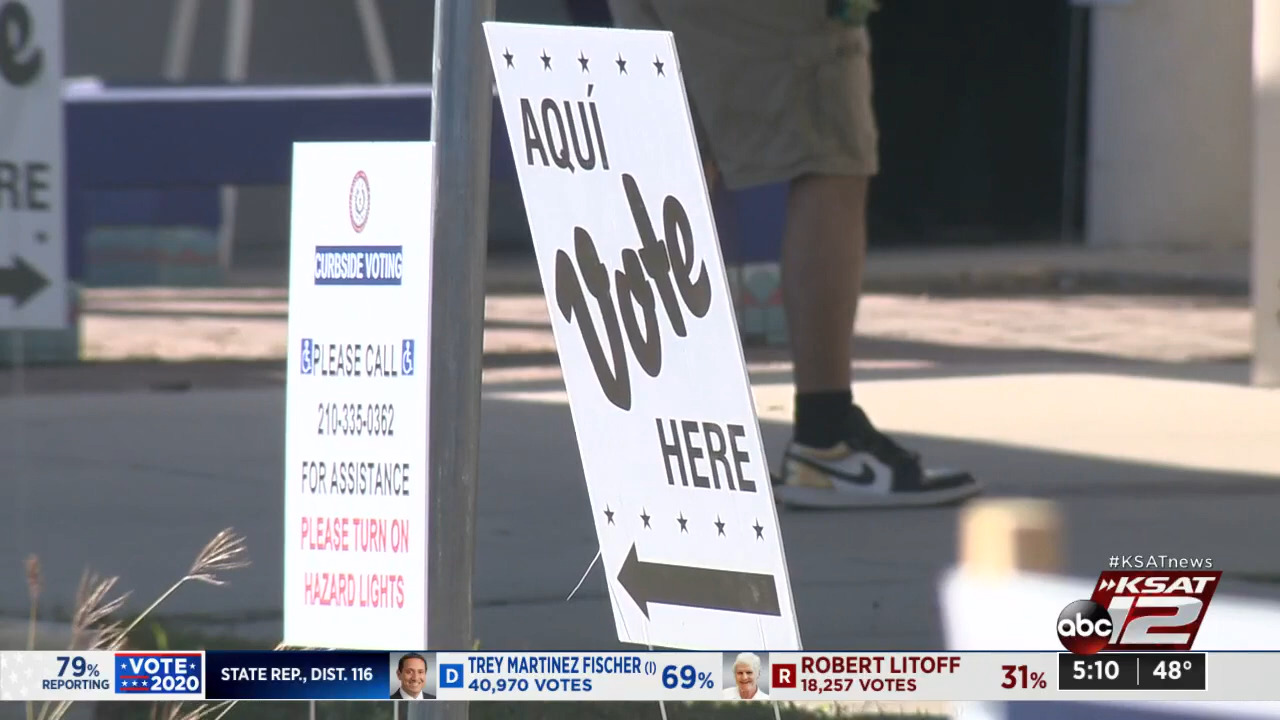 e
RE
CURBSIDE VOTING
PLEASE CALL
210-335-0362
FOR ASSISTANCE
PLEASE TURN ON
HAZARD LIGHTS
AQUÍ
Vote
HERE
#KSATnews
KSAT
abc 12
79% REPORTING
VOTE 2020
STATE REP., DIST. 116
D TREY MARTINEZ FISCHER (I)
40,970 VOTES
69%
R ROBERT LITOFF
18,257 VOTES
31%
5:10 48°